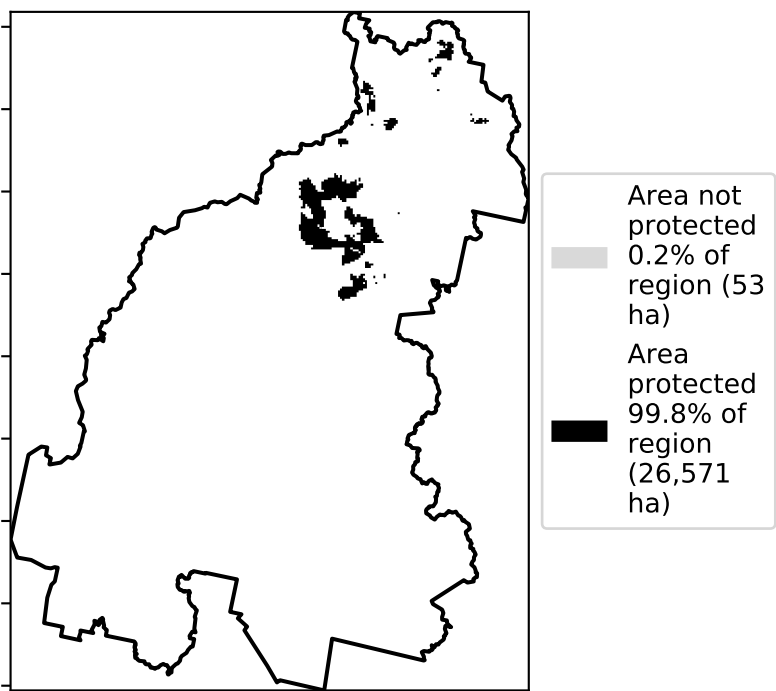 Area not
protected
0.2% of
region (53
ha)
Area
protected
99.8% of
region
(26,571
ha)